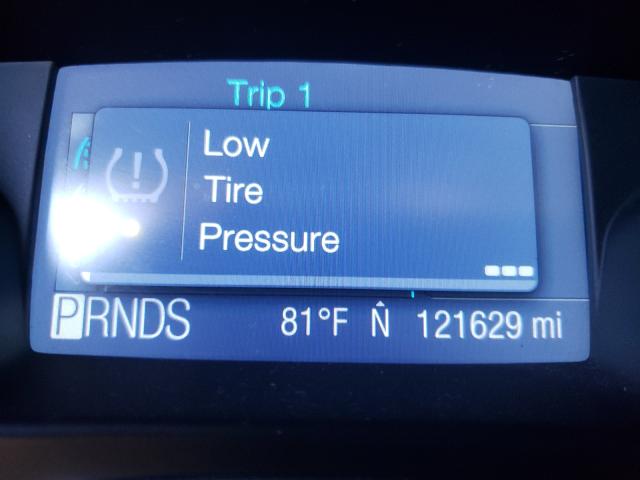 Trip 1
Low
Tire
Pressure
PRNDS 81°F N 121629 mi